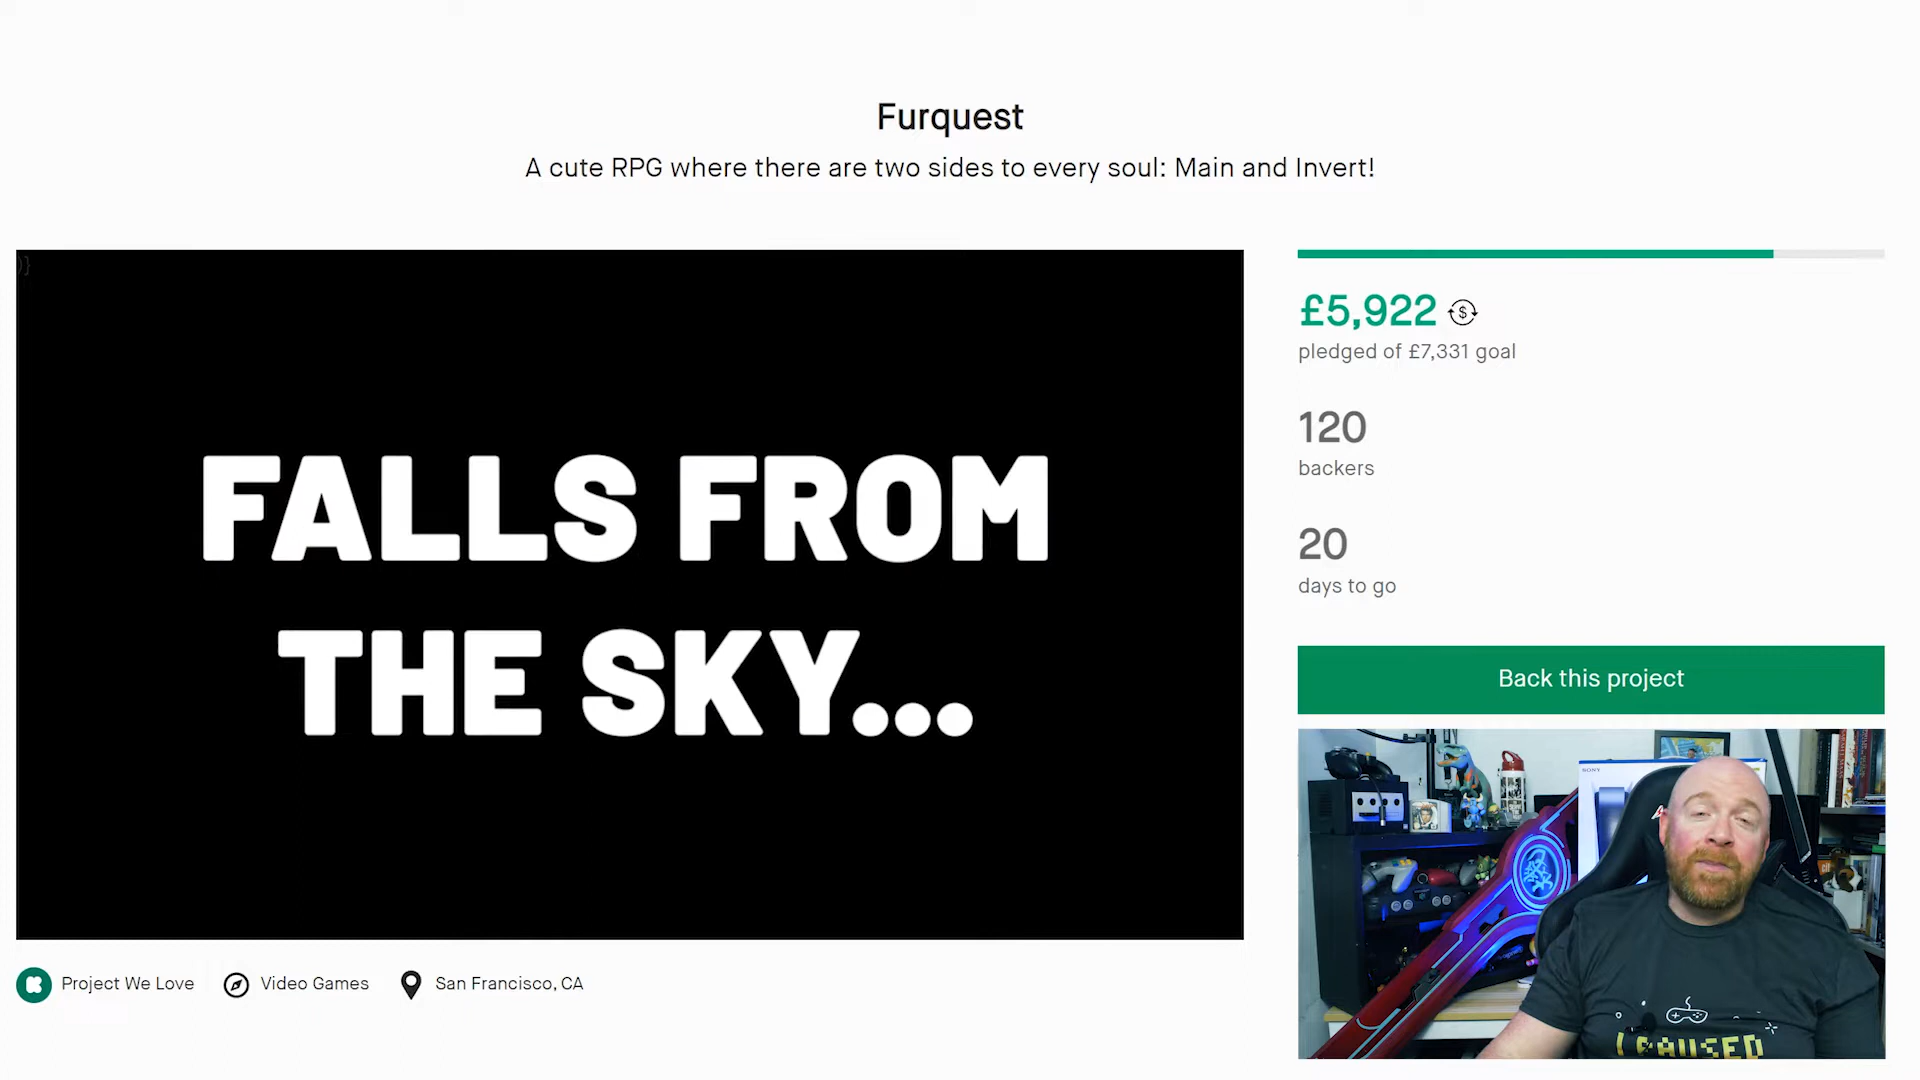 Furquest
A cute RPG where there are two sides to every soul: Main and Invert!
)}
FALLS FROM
THE SKY...
£5,922
pledged of £7,331 goal
120
backers
20
days to go
Back this project
SONY
I PAUSED
Project We Love
Video Games
San Francisco, CA